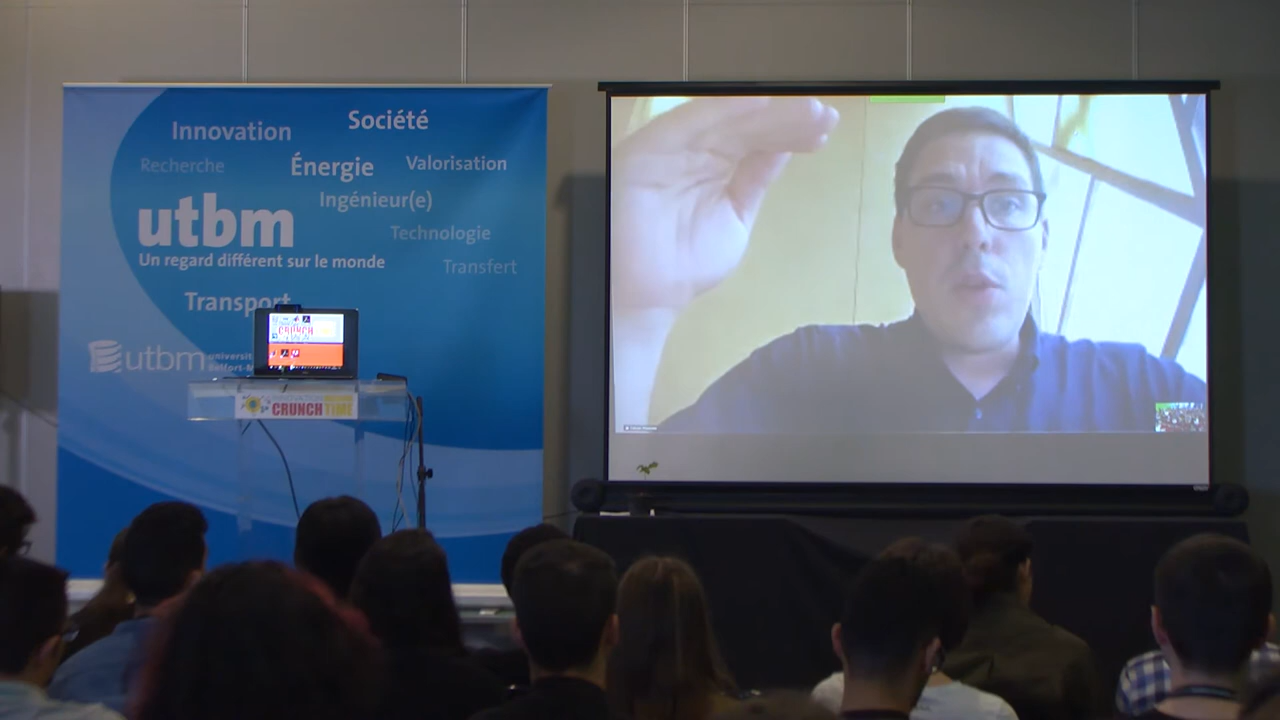 Société
Innovation
Recherche
Énergie
Valorisation
Ingénieur(e)
utbm
Technologie
Un regard différent sur le monde
Transfert
Transport
utbm
CRUNCH
INNOVATION
CRUNCH TIME